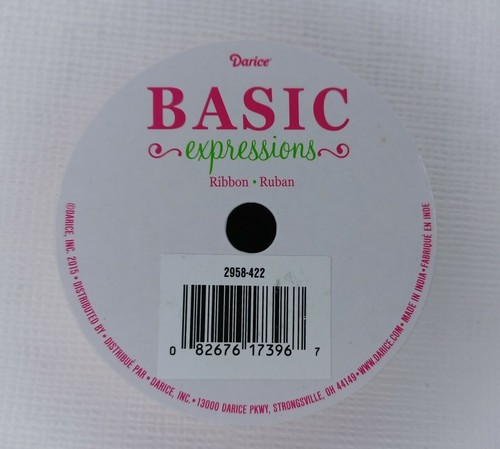 Darice®
BASIC
expressions
Ribbon • Ruban
2958-422
0 82676 17396 7
©DARICE, INC. 2015 • DISTRIBUTED BY • DISTRIBUÉ PAR • DARICE, INC. • 13000 DARICE PKWY, STRONGSVILLE, OH 44149 • WWW.DARICE.COM • MADE IN INDIA • FABRIQUÉ EN INDE